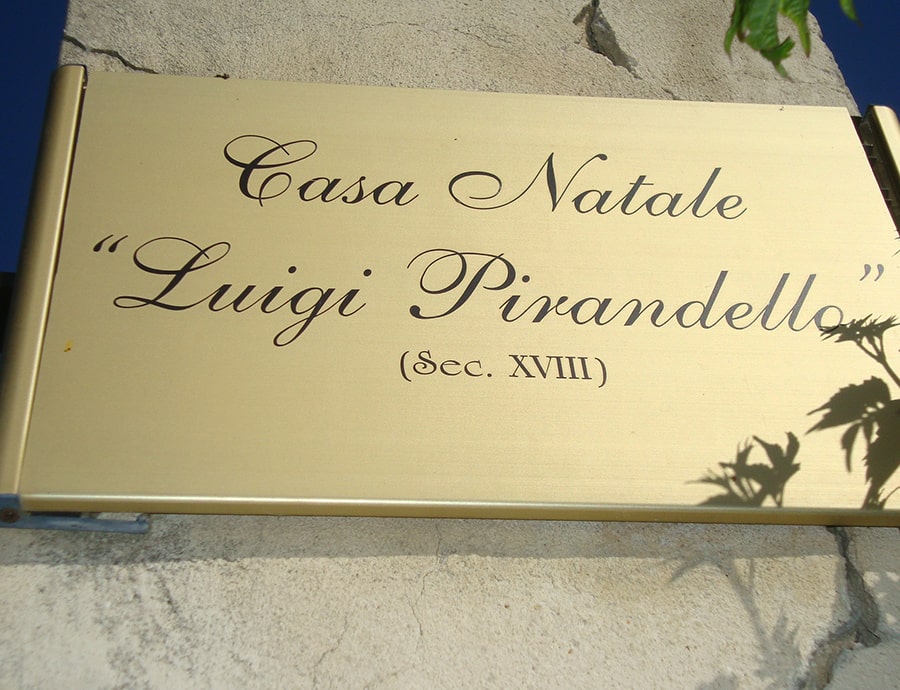 Casa Natale
“Luigi Pirandello”
(Sec. XVIII)